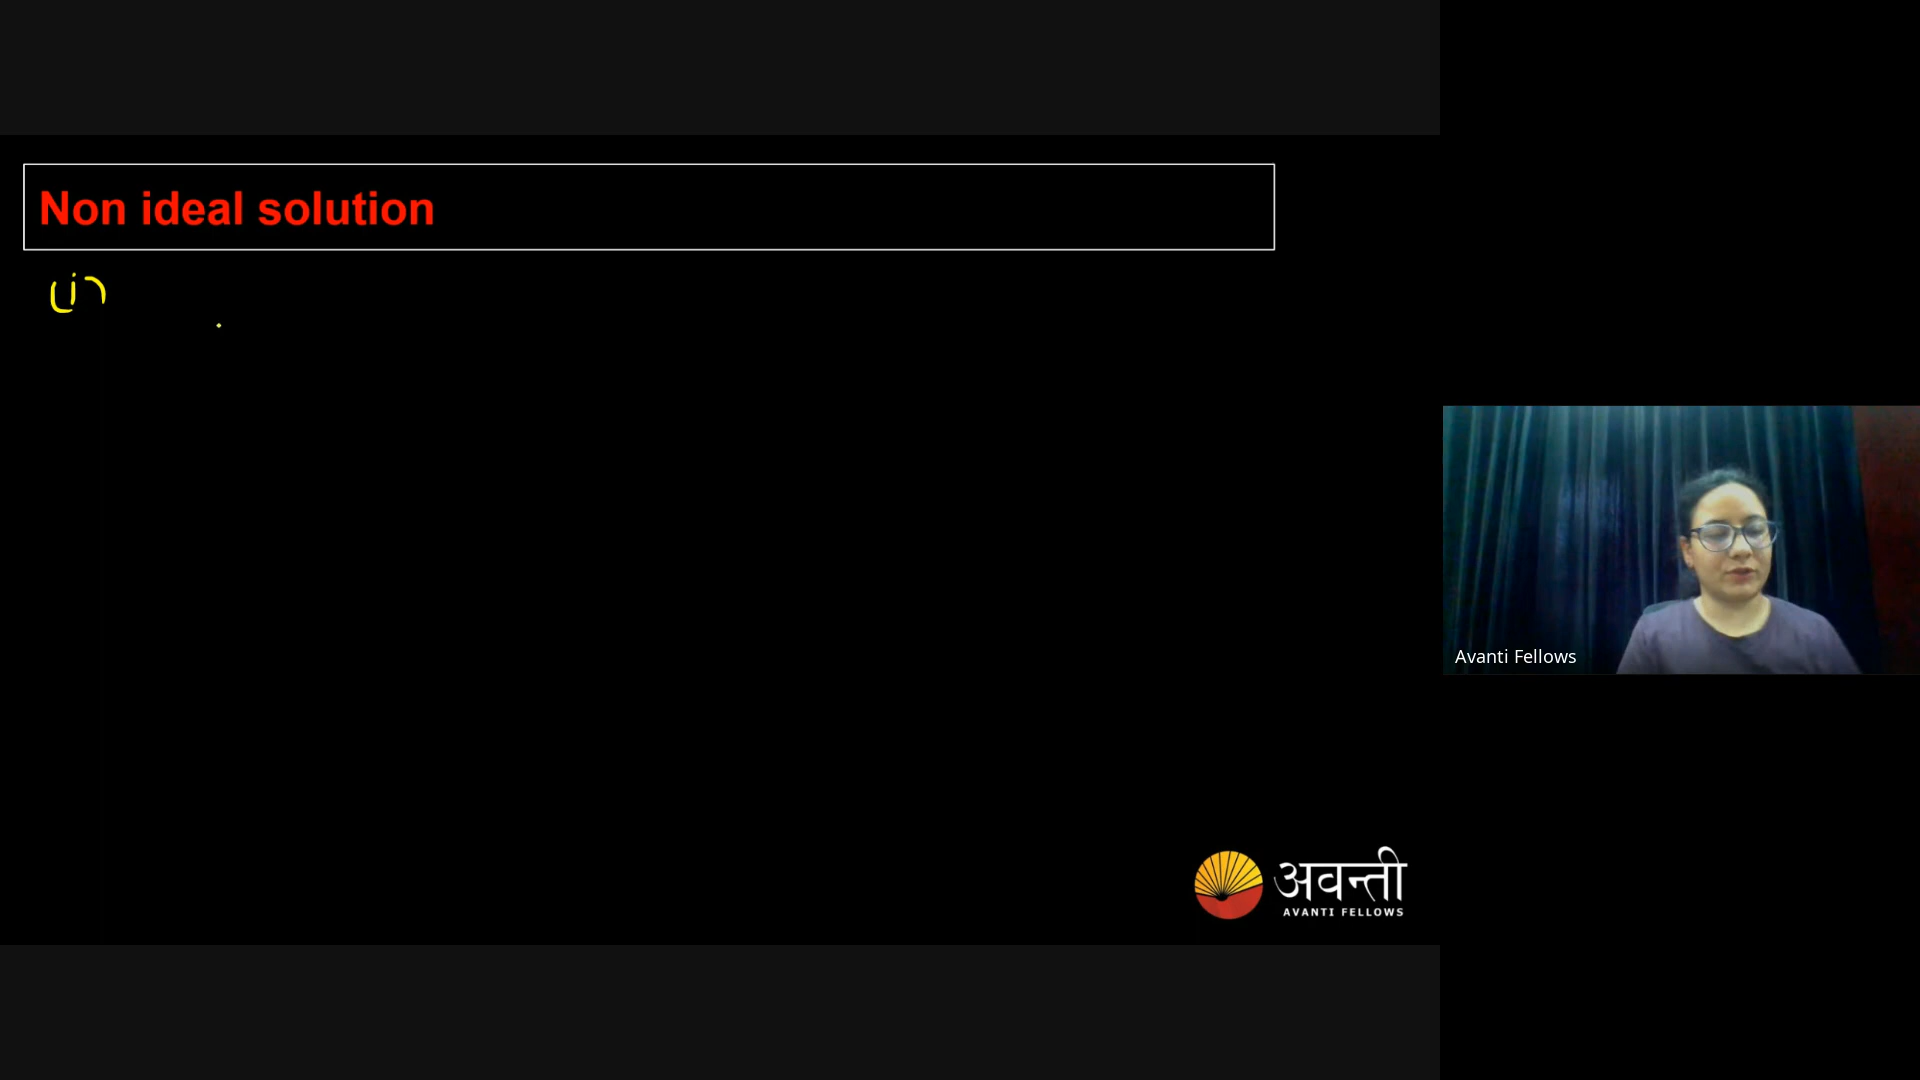 Non ideal solution
(i)
Avanti Fellows
अवन्ती
AVANTI FELLOWS